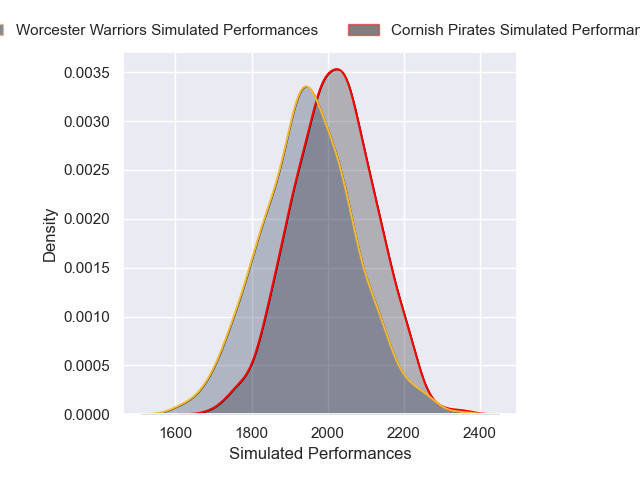 Worcester Warriors Simulated Performances
Cornish Pirates Simulated
0.0035
0.0030
0.0025
0.0020
0.0015
0.0010
0.0005
0.0000
Density
1600 1800 2000 2200 2400
Simulated Performances